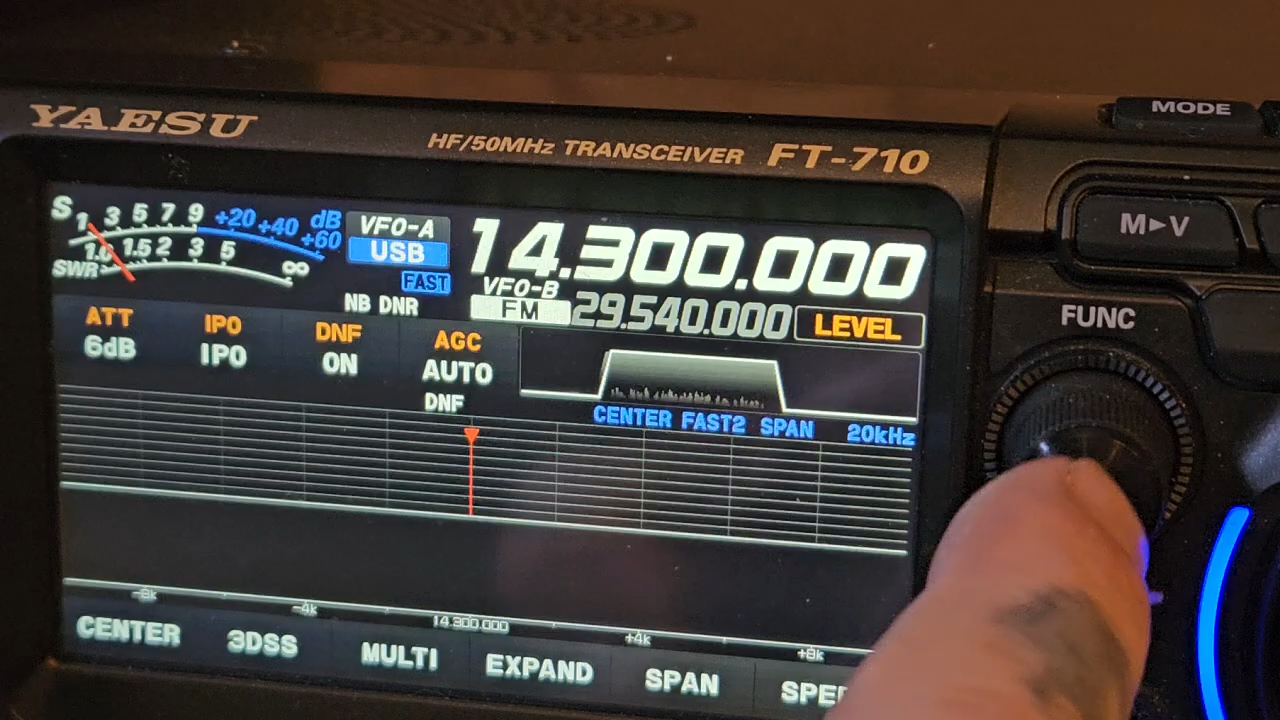 YAESU
HF/50MHz TRANSCEIVER FT-710
MODE
M►V
FUNC
S 1 3 5 7 9 +20 +40 +60 dB
1.0 1.5 2 3 5 ∞
SWR
VFO-A
USB
FAST
NB DNR
14.300.000
VFO-B
FM
29.540.000
LEVEL
ATT
6dB
IPO
IPO
DNF
ON
AGC
AUTO
DNF
CENTER FAST2 SPAN 20kHz
-8k -4k 14.300.000 +4k +8k
CENTER 3DSS MULTI EXPAND SPAN